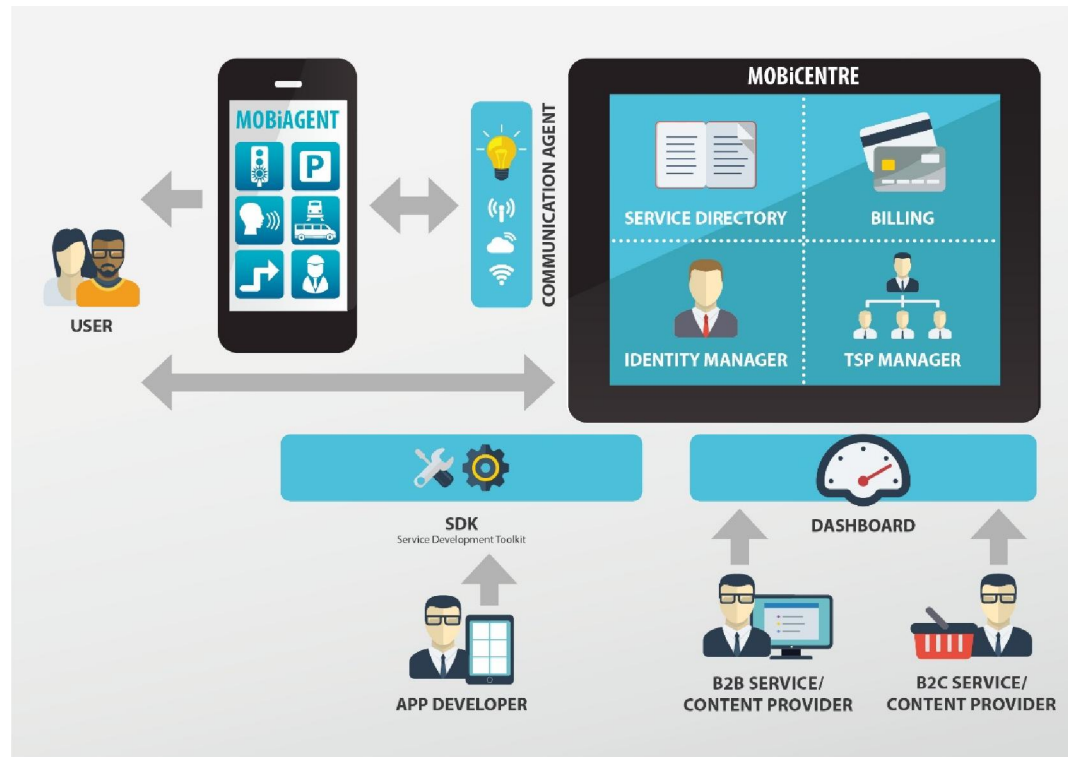 MOBiCENTRE
MOBiAGENT
P
COMMUNICATION AGENT
SERVICE DIRECTORY
BILLING
IDENTITY MANAGER
TSP MANAGER
USER
SDK
Service Development Toolkit
DASHBOARD
APP DEVELOPER
B2B SERVICE/
CONTENT PROVIDER
B2C SERVICE/
CONTENT PROVIDER